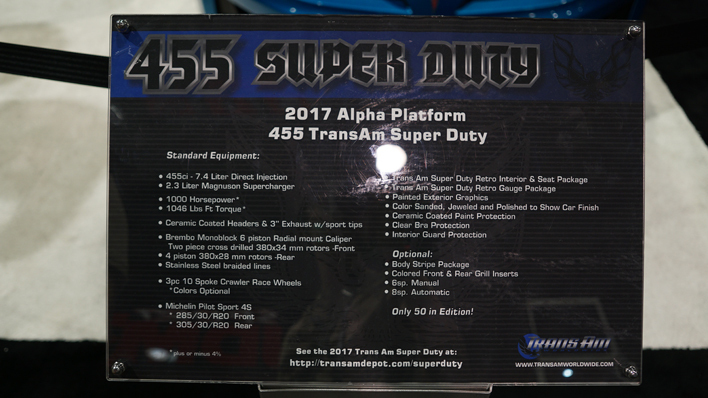 455 SUPER DUTY
2017 Alpha Platform
455 TransAm Super Duty
Standard Equipment:
• 455ci - 7.4 Liter Direct Injection
• 2.3 Liter Magnuson Supercharger
• 1000 Horsepower*
• 1046 Lbs Ft Torque*
• Ceramic Coated Headers & 3" Exhaust w/sport tips
• Brembo Monoblock 6 piston Radial mount Caliper
Two piece cross drilled 380x34 mm rotors -Front
• 4 piston 380x28 mm rotors -Rear
• Stainless Steel braided lines
• 3pc 10 Spoke Crawler Race Wheels
*Colors Optional
• Michelin Pilot Sport 4S
* 285/30/R20 Front
* 305/30/R20 Rear
*plus or minus 4%
• Trans Am Super Duty Retro Interior & Seat Package
• Trans Am Super Duty Retro Gauge Package
• Painted Exterior Graphics
• Color Sanded, Jeweled and Polished to Show Car Finish
• Ceramic Coated Paint Protection
• Clear Bra Protection
• Interior Guard Protection
Optional:
• Body Stripe Package
• Colored Front & Rear Grill Inserts
• 6sp. Manual
• 8sp. Automatic
Only 50 in Edition!
See the 2017 Trans Am Super Duty at:
http://transamdepot.com/superduty
TRANS AM
WWW.TRANSAMWORLDWIDE.COM